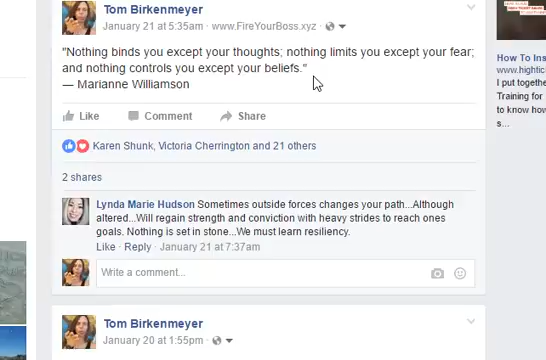 Tom Birkenmeyer
January 21 at 5:35am · www.FireYourBoss.xyz ·
"Nothing binds you except your thoughts; nothing limits you except your fear;
and nothing controls you except your beliefs."
— Marianne Williamson
Like Comment Share
Karen Shunk, Victoria Cherrington and 21 others
2 shares
Lynda Marie Hudson Sometimes outside forces changes your path...Although
altered...Will regain strength and conviction with heavy strides to reach ones
goals. Nothing is set in stone...We must learn resiliency.
Like · Reply · January 21 at 7:37am
Write a comment...
Tom Birkenmeyer
January 20 at 1:55pm ·
How To Ins
www.hightic
I put togethe
Training for
to know how
s...